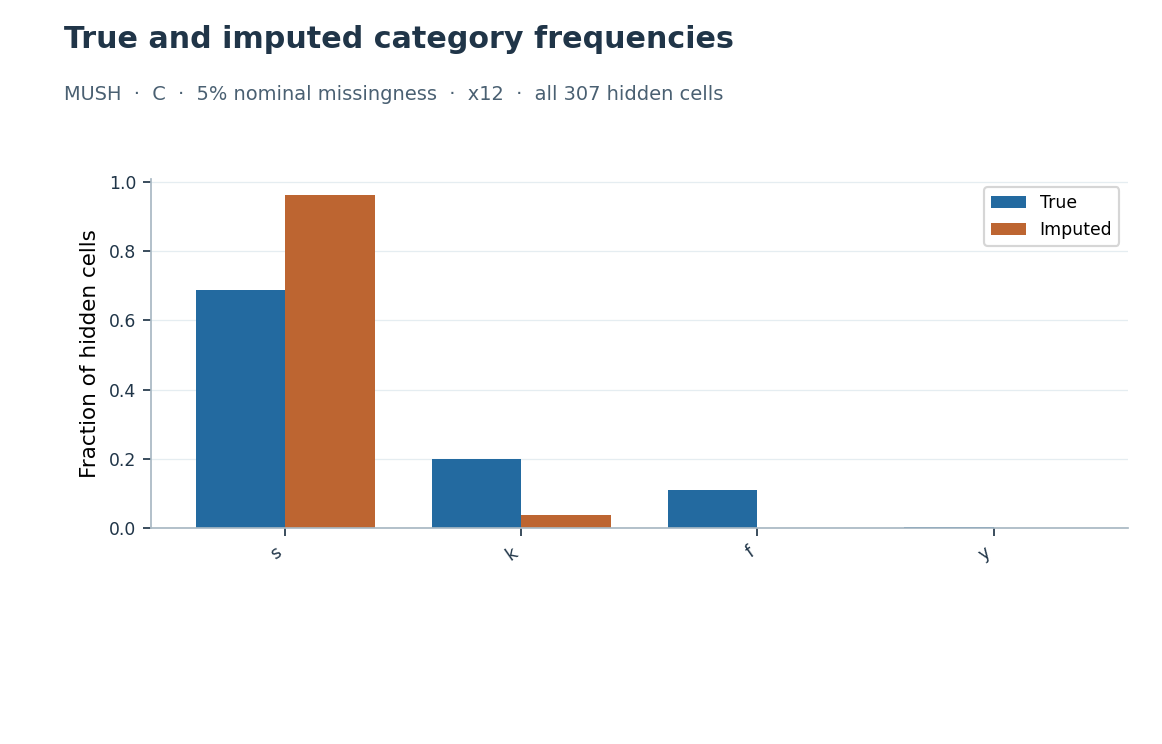 True and imputed category frequencies
MUSH · C · 5% nominal missingness · x12 · all 307 hidden cells
Fraction of hidden cells
1.0
0.8
0.6
0.4
0.2
0.0
True
Imputed
s
k
f
y